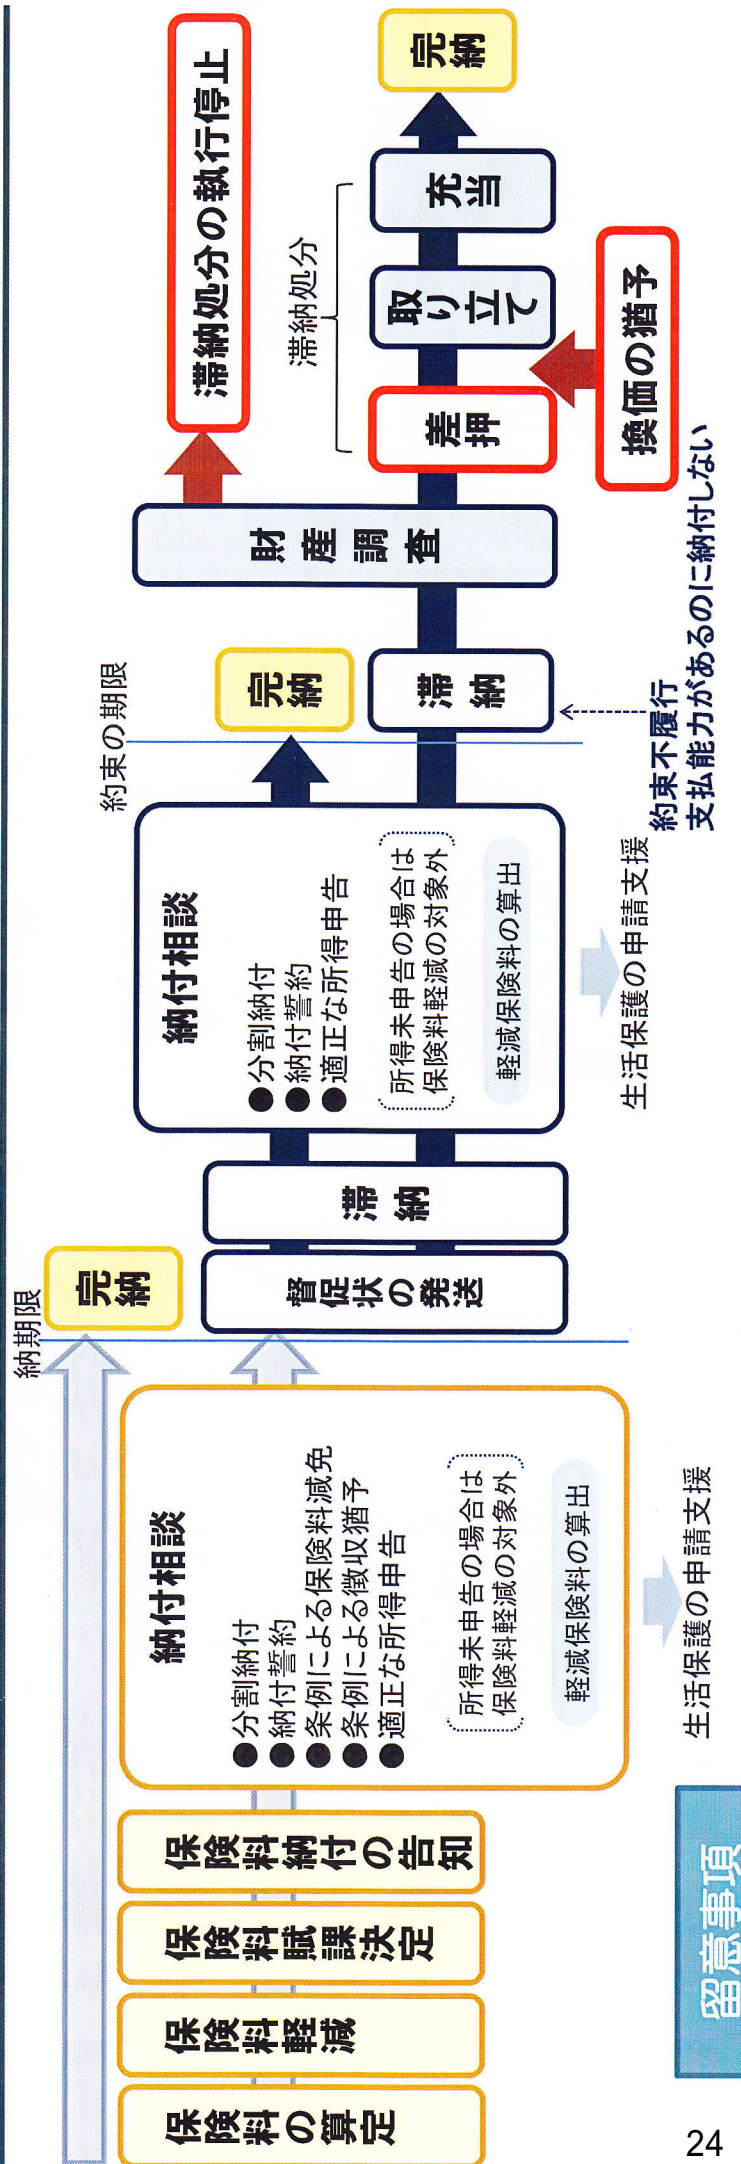 保険料の算定
保険料軽減
保険料賦課決定
保険料納付の告知
納付相談
●分割納付
●納付誓約
●条例による保険料減免
●条例による徴収猶予
●適正な所得申告
所得未申告の場合は
保険料軽減の対象外
軽減保険料の算出
生活保護の申請支援
納期限
完納
督促状の発送
滞納
納付相談
●分割納付
●納付誓約
●適正な所得申告
所得未申告の場合は
保険料軽減の対象外
軽減保険料の算出
生活保護の申請支援
約束の期限
完納
滞納
約束不履行
支払能力があるのに納付しない
財産調査
滞納処分の執行停止
滞納処分
差押
取り立て
充当
完納
換価の猶予
留意事項
24